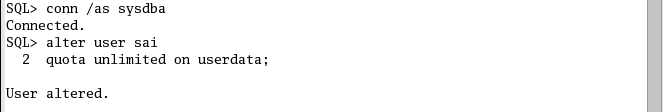 SQL> conn /as sysdba
Connected.
SQL> alter user sai
  2  quota unlimited on userdata;
User altered.